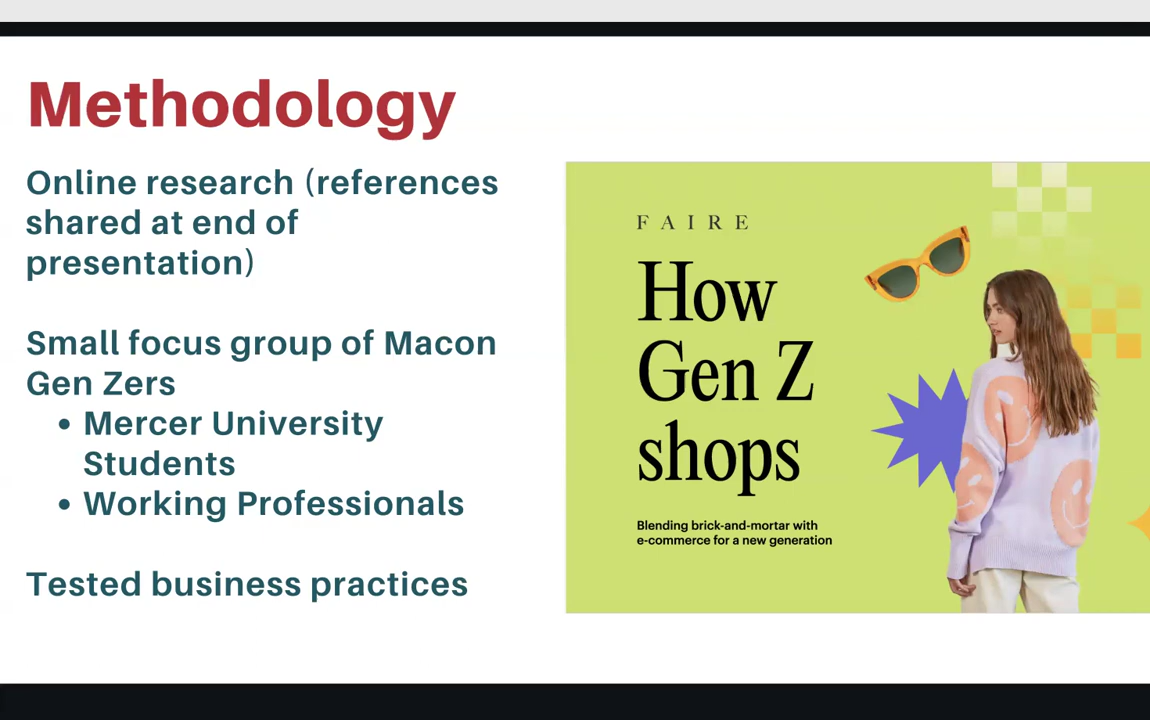 Methodology
Online research (references
shared at end of
presentation)
Small focus group of Macon
Gen Zers
• Mercer University
Students
• Working Professionals
Tested business practices
FAIRE
How
Gen Z
shops
Blending brick-and-mortar with
e-commerce for a new generation